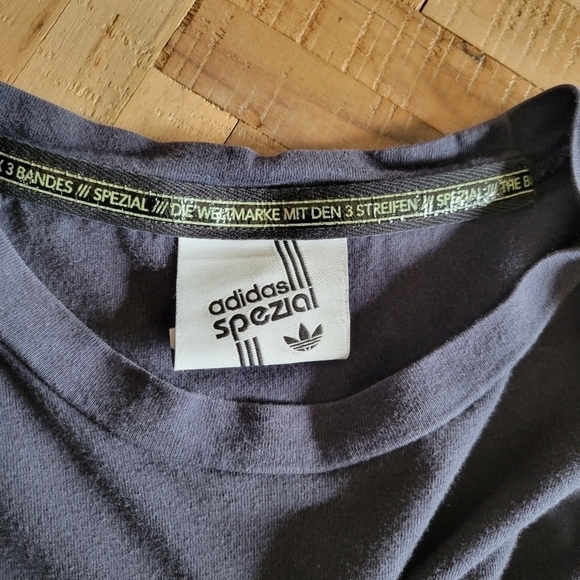 3 BANDES /// SPEZIAL /// DIE WELTMARKE MIT DEN 3 STREIFEN /// SPEZIAL /// THE
adidas
spezial